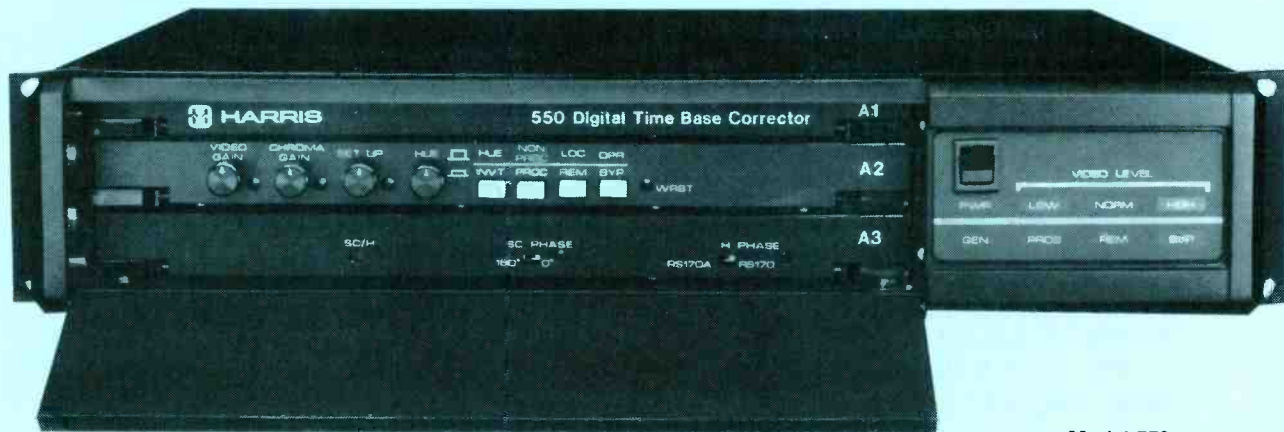 HARRIS
550 Digital Time Base Corrector
A1
VIDEO GAIN
CHROMA GAIN
SET UP
HUE
HUE
NON PROC
LOC
OPR
INVT
PROC
REM
BYP
WRST
A2
VIDEO LEVEL
PWR
LOW
NORM
HIGH
GEN
PROC
REM
BYP
SC/H
SC PHASE
180° 0°
H PHASE
RS170A
RS170
A3